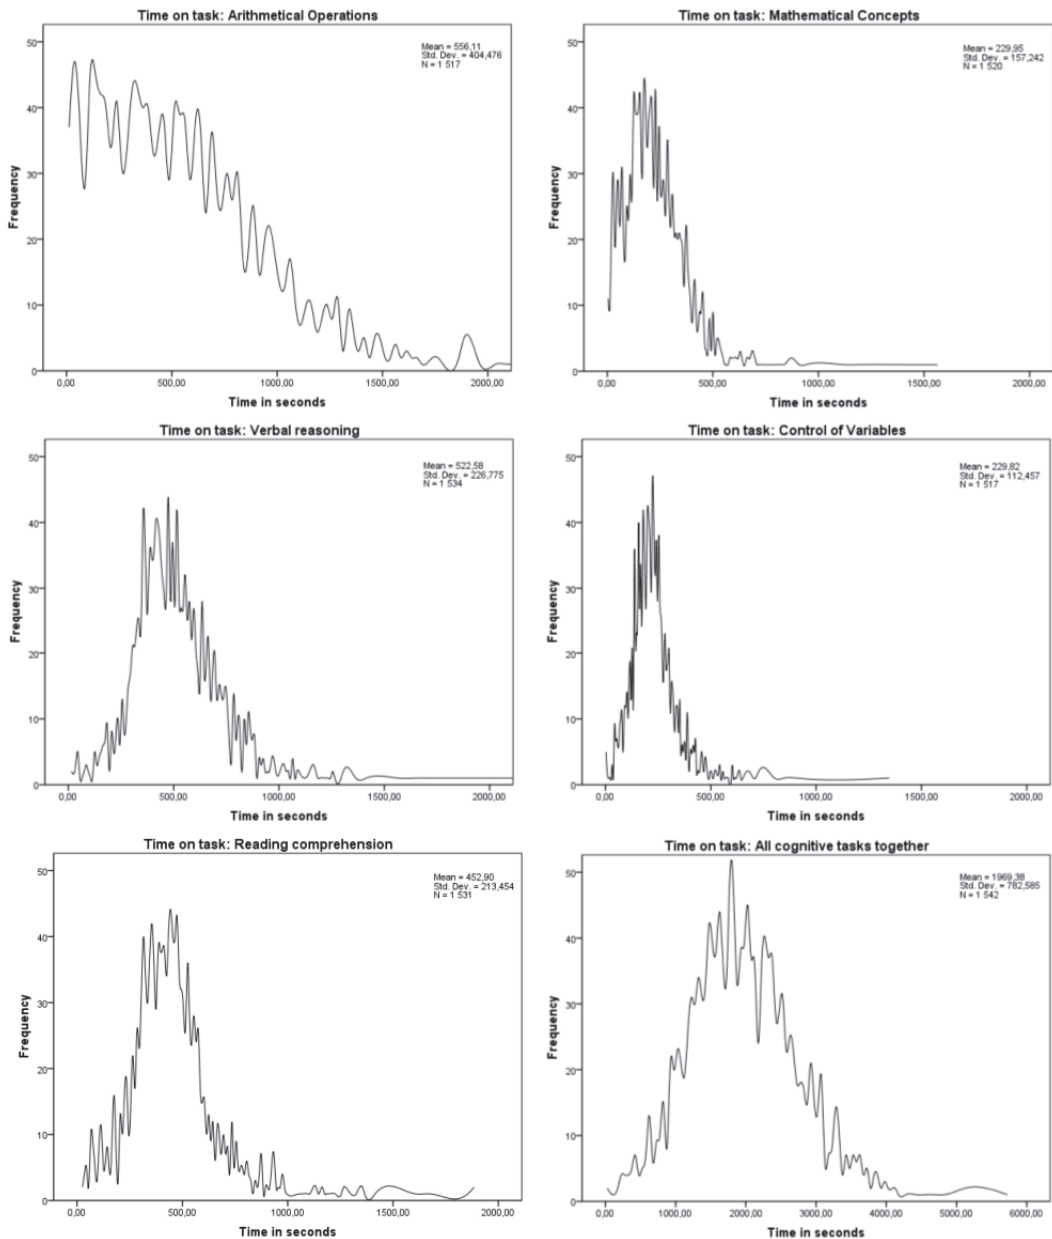 Time on task: Arithmetical Operations
Mean = 556,11
Std. Dev. = 404,476
N = 1 517
50
40
30
20
10
0
Frequency
0,00 500,00 1000,00 1500,00 2000,00
Time in seconds
Time on task: Mathematical Concepts
Mean = 229,95
Std. Dev. = 157,242
N = 1 520
50
40
30
20
10
0
Frequency
0,00 500,00 1000,00 1500,00 2000,00
Time in seconds
Time on task: Verbal reasoning
Mean = 522,58
Std. Dev. = 226,775
N = 1 534
50
40
30
20
10
0
Frequency
0,00 500,00 1000,00 1500,00 2000,00
Time in seconds
Time on task: Control of Variables
Mean = 229,82
Std. Dev. = 112,457
N = 1 517
50
40
30
20
10
0
Frequency
0,00 500,00 1000,00 1500,00 2000,00
Time in seconds
Time on task: Reading comprehension
Mean = 452,90
Std. Dev. = 213,454
N = 1 531
50
40
30
20
10
0
Frequency
0,00 500,00 1000,00 1500,00 2000,00
Time in seconds
Time on task: All cognitive tasks together
Mean = 1969,38
Std. Dev. = 782,585
N = 1 542
50
40
30
20
10
0
Frequency
0,00 1000,00 2000,00 3000,00 4000,00 5000,00 6000,00
Time in seconds